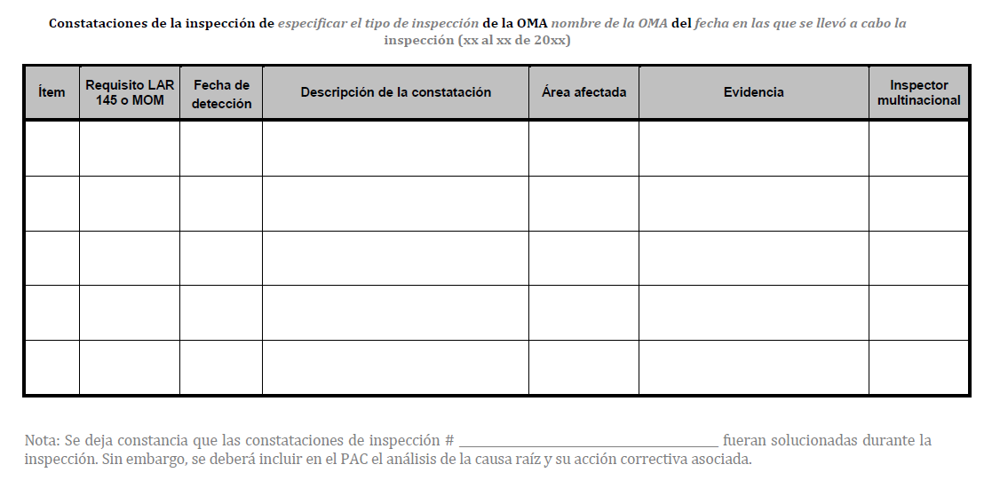 Constataciones de la inspección de especificar el tipo de inspección de la OMA nombre de la OMA del fecha en las que se llevó a cabo la
inspección (xx al xx de 20xx)
Ítem
Requisito LAR
145 o MOM
Fecha de
detección
Descripción de la constatación
Área afectada
Evidencia
Inspector
multinacional
Nota: Se deja constancia que las constataciones de inspección # ______________________________ fueran solucionadas durante la
inspección. Sin embargo, se deberá incluir en el PAC el análisis de la causa raíz y su acción correctiva asociada.